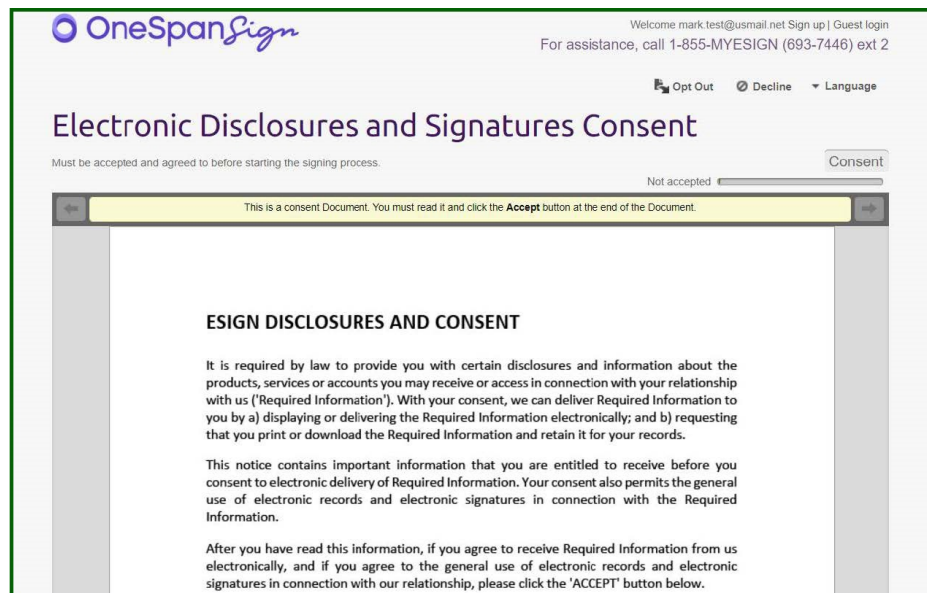 OneSpanSign
Welcome mark.test@usmail.net Sign up | Guest login
For assistance, call 1-855-MYESIGN (693-7446) ext 2
Opt Out Decline Language
Electronic Disclosures and Signatures Consent
Must be accepted and agreed to before starting the signing process.
Consent
Not accepted
This is a consent Document. You must read it and click the Accept button at the end of the Document.
ESIGN DISCLOSURES AND CONSENT
It is required by law to provide you with certain disclosures and information about the
products, services or accounts you may receive or access in connection with your relationship
with us ('Required Information'). With your consent, we can deliver Required Information to
you by a) displaying or delivering the Required Information electronically; and b) requesting
that you print or download the Required Information and retain it for your records.
This notice contains important information that you are entitled to receive before you
consent to electronic delivery of Required Information. Your consent also permits the general
use of electronic records and electronic signatures in connection with the Required
Information.
After you have read this information, if you agree to receive Required Information from us
electronically, and if you agree to the general use of electronic records and electronic
signatures in connection with our relationship, please click the 'ACCEPT' button below.